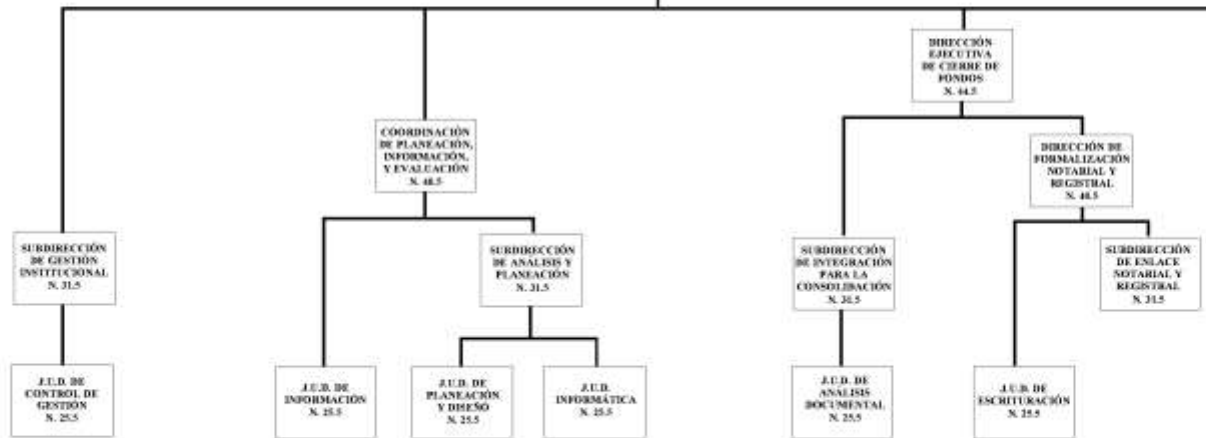 DIRECCIÓN
EJECUTIVA
DE CIERRE DE
FONDOS
N. 44.5
COORDINACIÓN
DE PLANEACIÓN,
INFORMACIÓN,
Y EVALUACIÓN
N. 40.5
DIRECCIÓN DE
FORMALIZACIÓN
NOTARIAL Y
REGISTRAL
N. 40.5
SUBDIRECCIÓN
DE GESTIÓN
INSTITUCIONAL
N. 31.5
SUBDIRECCIÓN
DE ANÁLISIS Y
PLANEACIÓN
N. 31.5
SUBDIRECCIÓN
DE INTEGRACIÓN
PARA LA
CONSOLIDACIÓN
N. 31.5
SUBDIRECCIÓN
DE ENLACE
NOTARIAL Y
REGISTRAL
N. 31.5
J.U.D. DE
CONTROL DE
GESTIÓN
N. 25.5
J.U.D. DE
INFORMACIÓN
N. 25.5
J.U.D. DE
PLANEACIÓN
Y DISEÑO
N. 25.5
J.U.D.
INFORMÁTICA
N. 25.5
J.U.D. DE
ANALISIS
DOCUMENTAL
N. 25.5
J.U.D. DE
ESCRITURACIÓN
N. 25.5